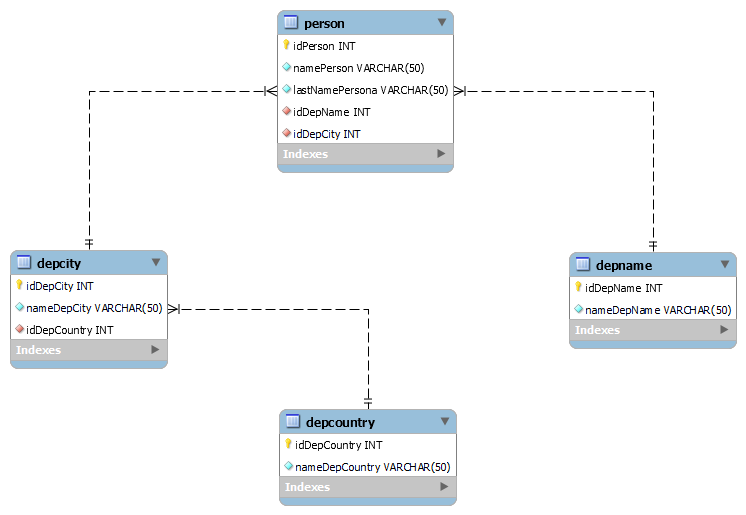 person
idPerson INT
namePerson VARCHAR(50)
lastNamePersona VARCHAR(50)
idDepName INT
idDepCity INT
Indexes
depcity
idDepCity INT
nameDepCity VARCHAR(50)
idDepCountry INT
Indexes
depname
idDepName INT
nameDepName VARCHAR(50)
Indexes
depcountry
idDepCountry INT
nameDepCountry VARCHAR(50)
Indexes